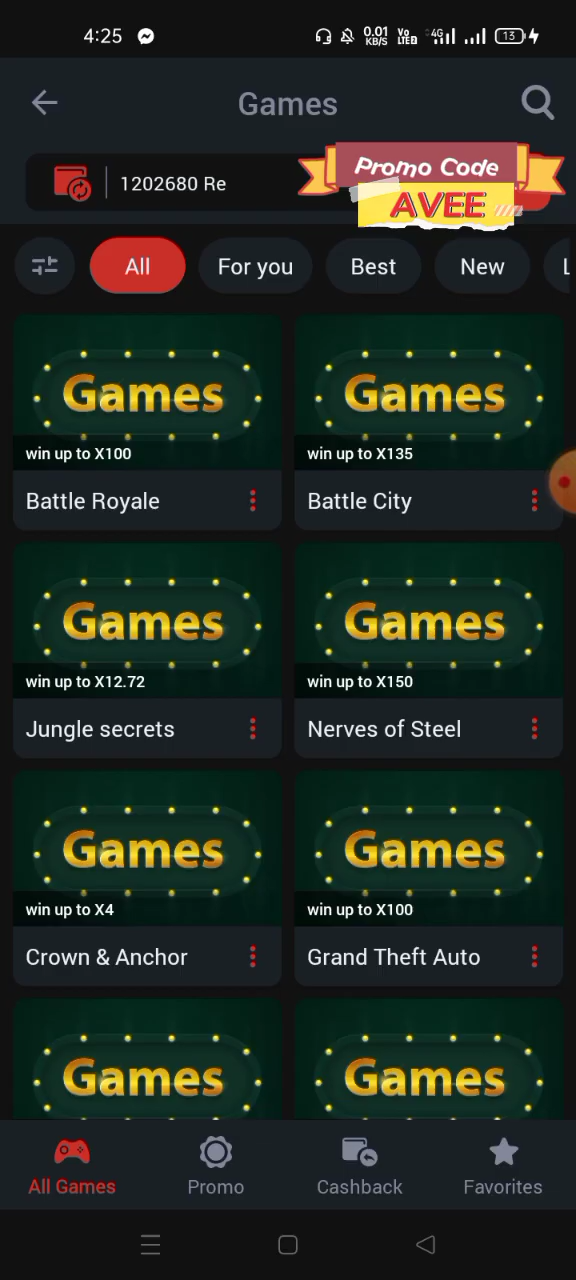 4:25
0.01 KB/S
Vo LTE
4G
13
Games
1202680 Re
Promo Code
AVEE
All
For you
Best
New
L
Games
win up to X100
Battle Royale
Games
win up to X135
Battle City
Games
win up to X12.72
Jungle secrets
Games
win up to X150
Nerves of Steel
Games
win up to X4
Crown & Anchor
Games
win up to X100
Grand Theft Auto
Games
Games
All Games
Promo
Cashback
Favorites